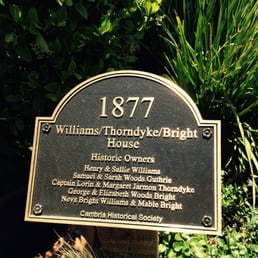 1877
Williams/Thorndyke/Bright
House
Historic Owners
Henry & Sallie Williams
Samuel & Sarah Woods Guthrie
Captain Lorin & Margaret Jarmon Thorndyke
George & Elizabeth Woods Bright
Neva Bright Williams & Mable Bright
Cambria Historical Society